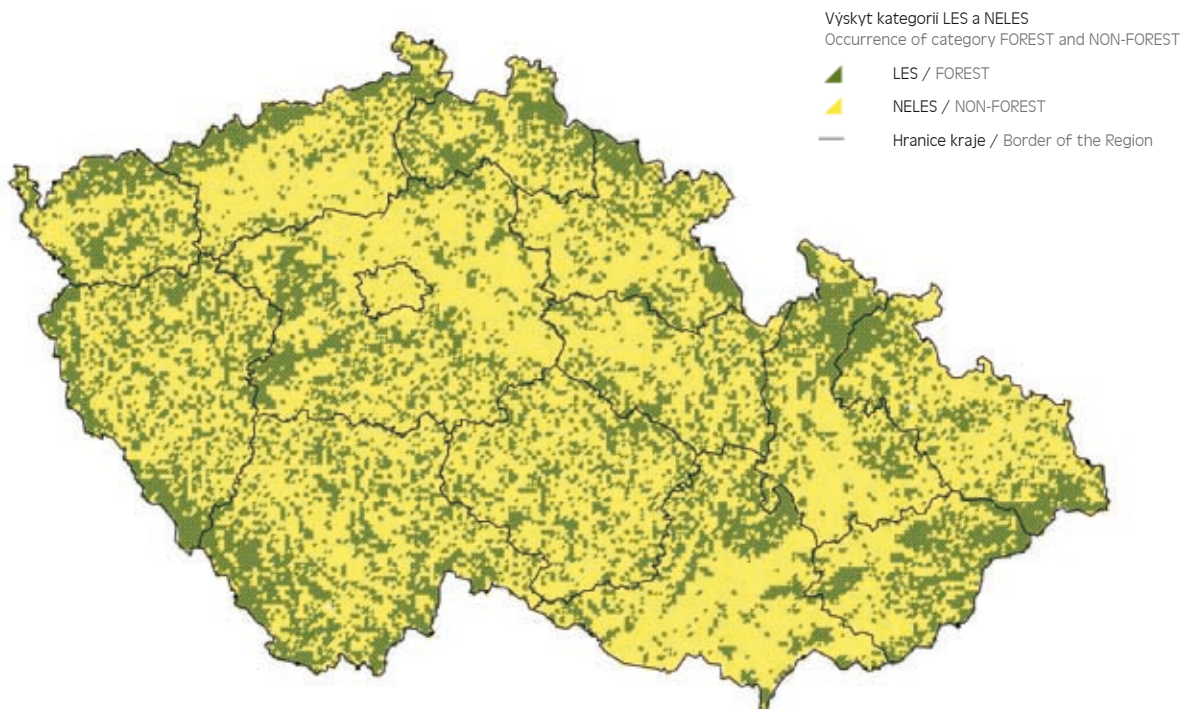 Výskyt kategorií LES a NELES
Occurrence of category FOREST and NON-FOREST
LES / FOREST
NELES / NON-FOREST
Hranice kraje / Border of the Region